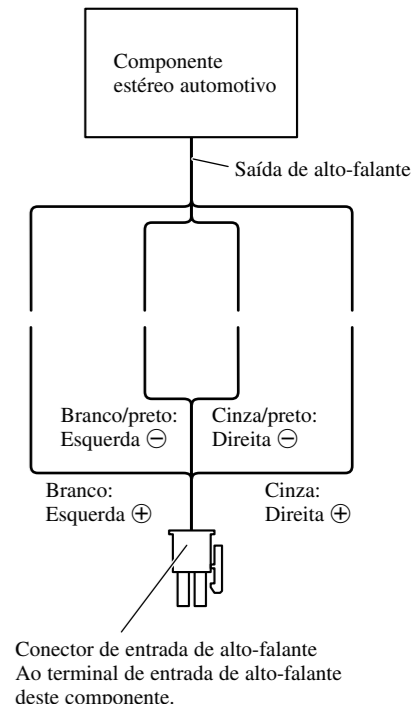 Componente
estéreo automotivo
Saída de alto-falante
Branco/preto:
Esquerda ⊖
Cinza/preto:
Direita ⊖
Branco:
Esquerda ⊕
Cinza:
Direita ⊕
Conector de entrada de alto-falante
Ao terminal de entrada de alto-falante
deste componente.